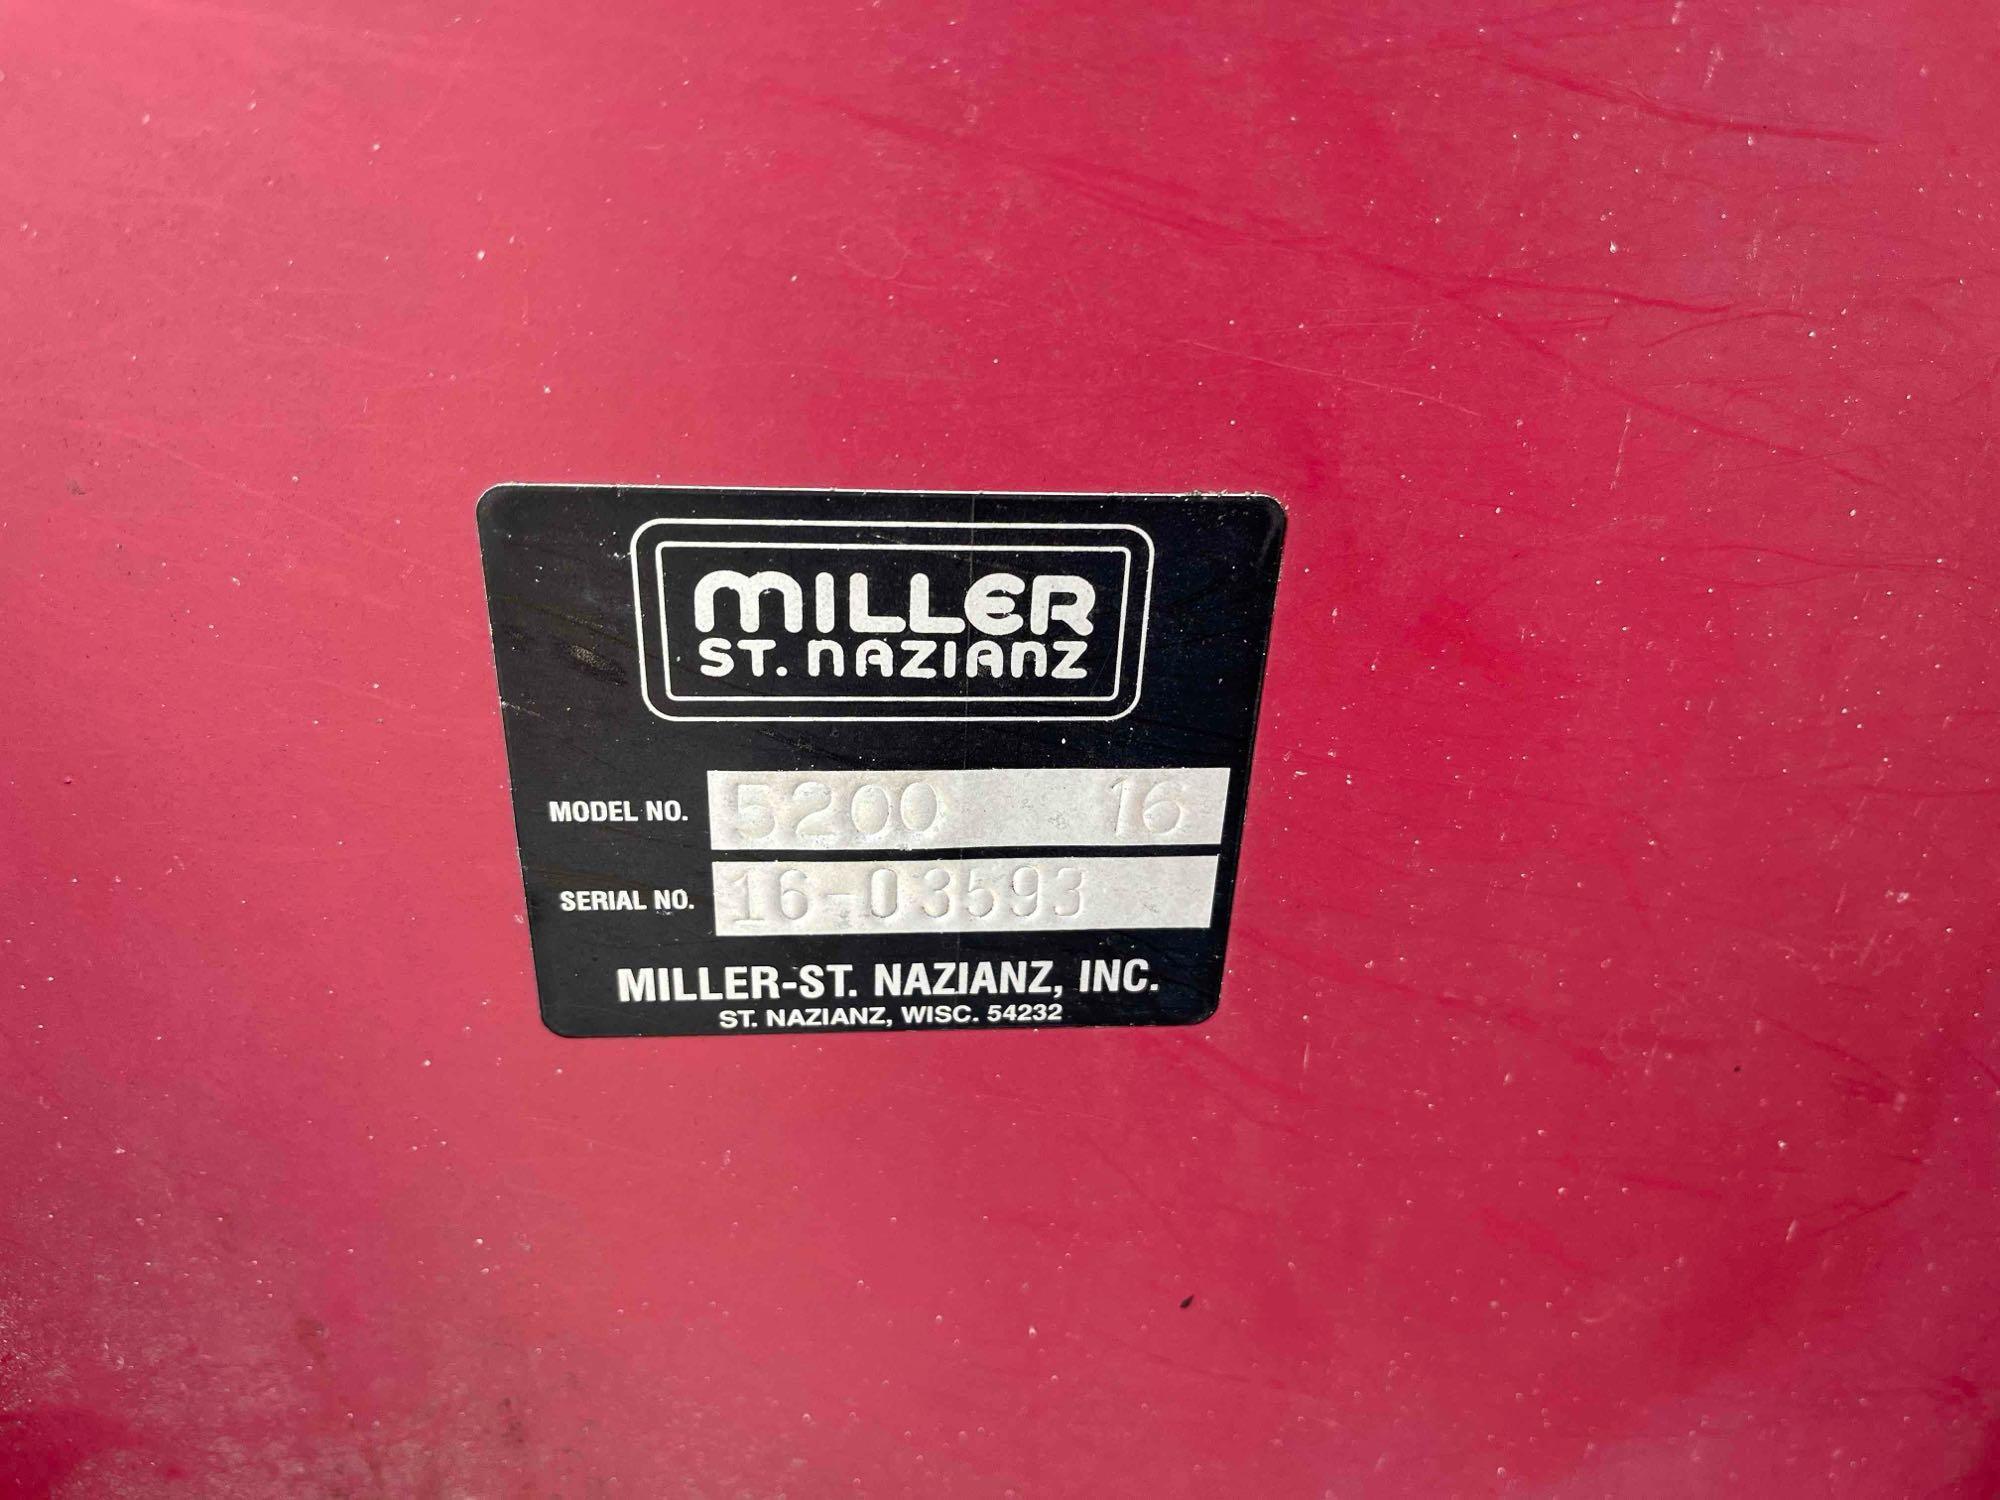 MILLER
ST. NAZIANZ
MODEL NO. 5200 16
SERIAL NO. 16-03593
MILLER-ST. NAZIANZ, INC.
ST. NAZIANZ, WISC. 54232